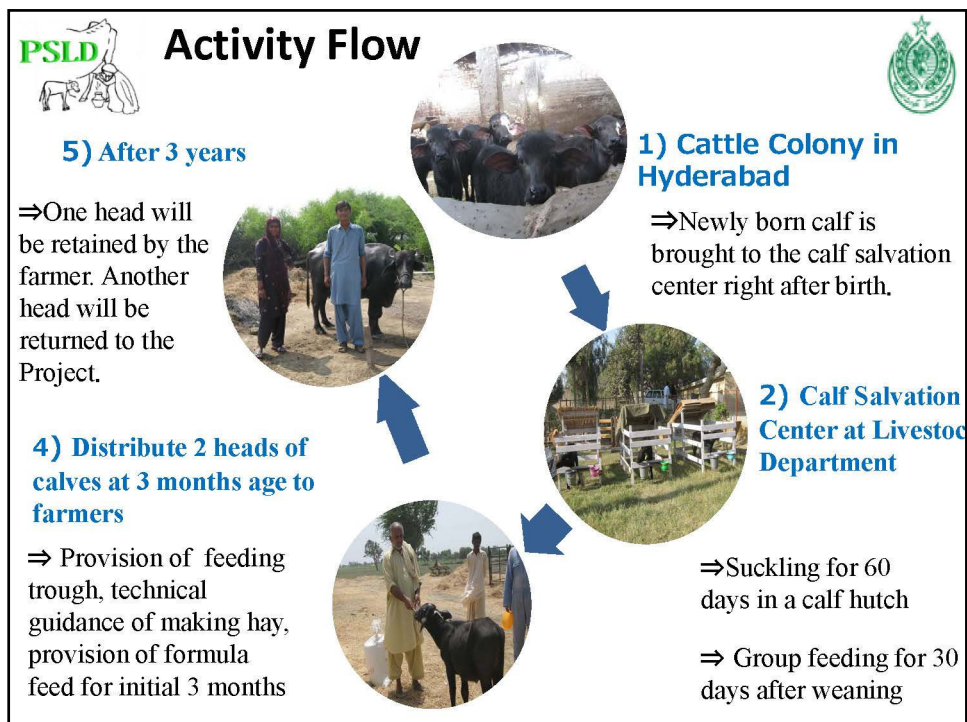 PSLD
Activity Flow
1) Cattle Colony in
Hyderabad
⇒Newly born calf is
brought to the calf salvation
center right after birth.
2) Calf Salvation
Center at Livestoc
Department
⇒Suckling for 60
days in a calf hutch
⇒ Group feeding for 30
days after weaning
4) Distribute 2 heads of
calves at 3 months age to
farmers
⇒ Provision of feeding
trough, technical
guidance of making hay,
provision of formula
feed for initial 3 months
5) After 3 years
⇒One head will
be retained by the
farmer. Another
head will be
returned to the
Project.